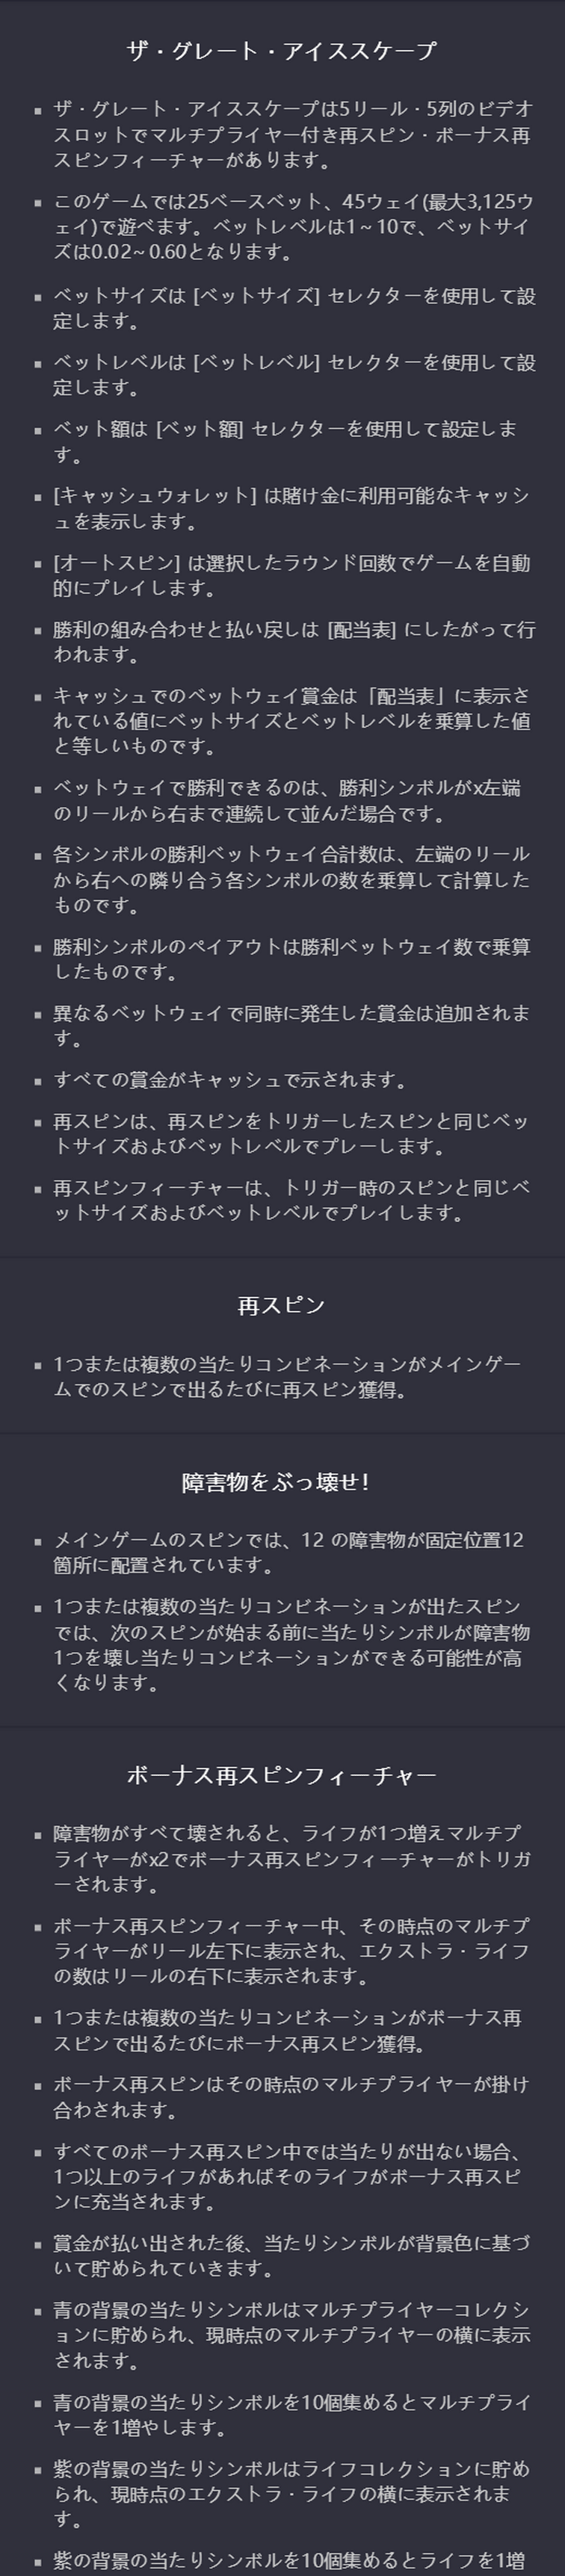 ザ・グレート・アイススケープ
▪ ザ・グレート・アイススケープは5リール・5列のビデオ
スロットでマルチプライヤー付き再スピン・ボーナス再
スピンフィーチャーがあります。
▪ このゲームでは25ベースベット、45ウェイ(最大3,125ウ
ェイ)で遊べます。ベットレベルは1～10で、ベットサイ
ズは0.02~0.60となります。
▪ ベットサイズは [ベットサイズ] セレクターを使用して設
定します。
▪ ベットレベルは [ベットレベル] セレクターを使用して設
定します。
▪ ベット額は [ベット額] セレクターを使用して設定しま
す。
▪ [キャッシュウォレット] は賭け金に利用可能なキャッシ
ュを表示します。
▪ [オートスピン] は選択したラウンド回数でゲームを自動
的にプレイします。
▪ 勝利の組み合わせと払い戻しは [配当表] にしたがって行
われます。
▪ キャッシュでのベットウェイ賞金は「配当表」に表示さ
れている値にベットサイズとベットレベルを乗算した値
と等しいものです。
▪ ベットウェイで勝利できるのは、勝利シンボルがx左端
のリールから右まで連続して並んだ場合です。
▪ 各シンボルの勝利ベットウェイ合計数は、左端のリール
から右への隣り合う各シンボルの数を乗算して計算した
ものです。
▪ 勝利シンボルのペイアウトは勝利ベットウェイ数で乗算
したものです。
▪ 異なるベットウェイで同時に発生した賞金は追加されま
す。
▪ すべての賞金がキャッシュで示されます。
▪ 再スピンは、再スピンをトリガーしたスピンと同じベッ
トサイズおよびベットレベルでプレーします。
▪ 再スピンフィーチャーは、トリガー時のスピンと同じベ
ットサイズおよびベットレベルでプレイします。
再スピン
▪ 1つまたは複数の当たりコンビネーションがメインゲー
ムでのスピンで出るたびに再スピン獲得。
障害物をぶっ壊せ!
▪ メインゲームのスピンでは、12 の障害物が固定位置12
箇所に配置されています。
▪ 1つまたは複数の当たりコンビネーションが出たスピン
では、次のスピンが始まる前に当たりシンボルが障害物
1つを壊し当たりコンビネーションができる可能性が高
くなります。
ボーナス再スピンフィーチャー
▪ 障害物がすべて壊されると、ライフが1つ増えマルチプ
ライヤーがx2でボーナス再スピンフィーチャーがトリガ
ーされます。
▪ ボーナス再スピンフィーチャー中、その時点のマルチプ
ライヤーがリール左下に表示され、エクストラ・ライフ
の数はリールの右下に表示されます。
▪ 1つまたは複数の当たりコンビネーションがボーナス再
スピンで出るたびにボーナス再スピン獲得。
▪ ボーナス再スピンはその時点のマルチプライヤーが掛け
合わされます。
▪ すべてのボーナス再スピン中では当たりが出ない場合、
1つ以上のライフがあればそのライフがボーナス再スピ
ンに充当されます。
▪ 賞金が払い出された後、当たりシンボルが背景色に基づ
いて貯められていきます。
▪ 青の背景の当たりシンボルはマルチプライヤーコレクシ
ョンに貯められ、現時点のマルチプライヤーの横に表示
されます。
▪ 青の背景の当たりシンボルを10個集めるとマルチプライ
ヤーを1増やします。
▪ 紫の背景の当たりシンボルはライフコレクションに貯め
られ、現時点のエクストラ・ライフの横に表示されま
す。
▪ 紫の背景の当たりシンボルを10個集めるとライフを1増